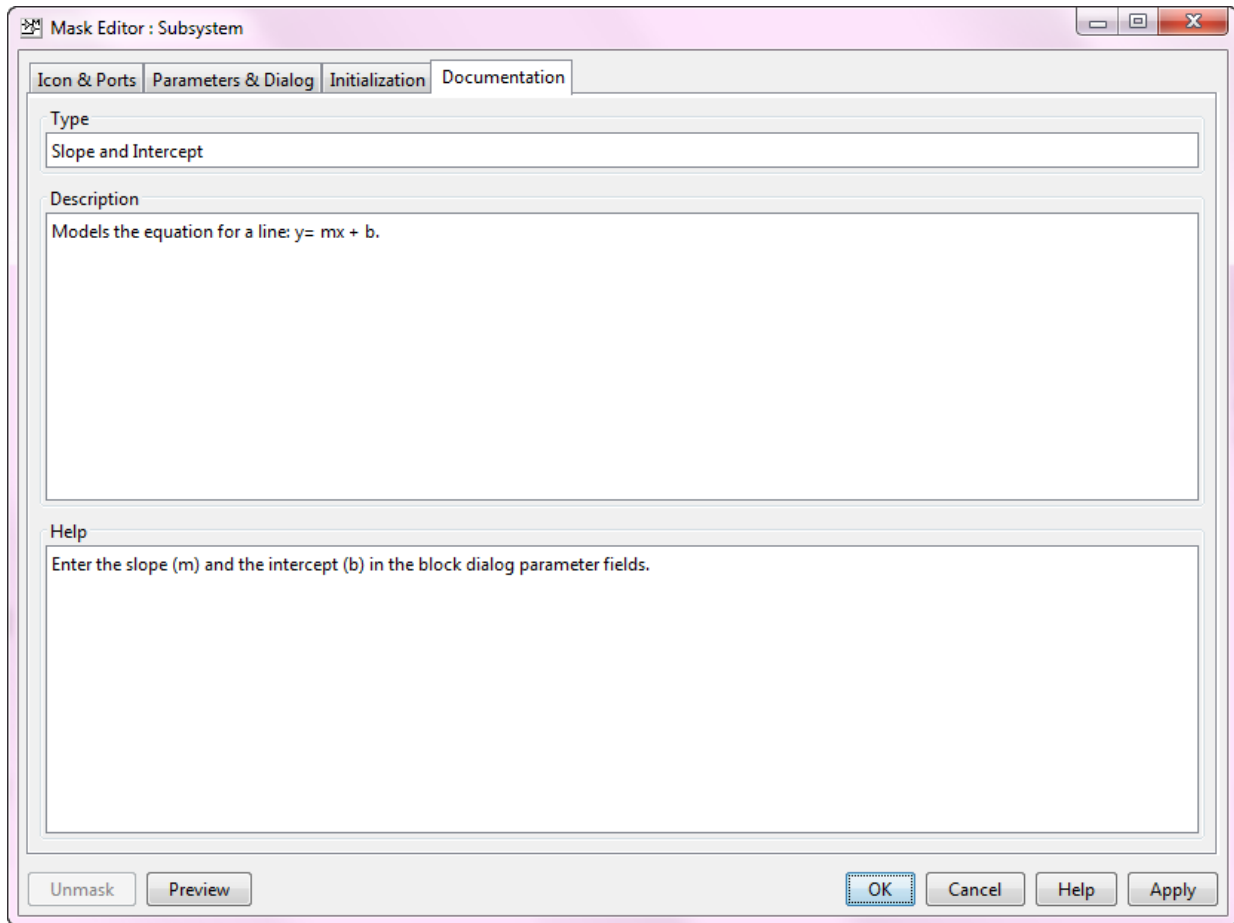 Mask Editor : Subsystem
Icon & Ports Parameters & Dialog Initialization Documentation
Type
Slope and Intercept
Description
Models the equation for a line: y= mx + b.
Help
Enter the slope (m) and the intercept (b) in the block dialog parameter fields.
Unmask Preview OK Cancel Help Apply